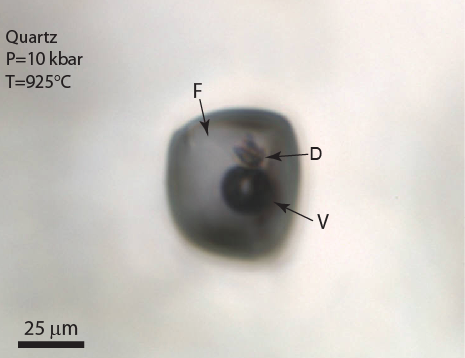 Quartz
P=10 kbar
T=925°C
F
D
V
25 μm